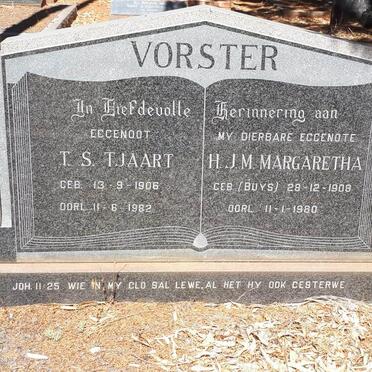 VORSTER
In Liefdevolle Herinnering aan
EGGENOOT
T. S. TJAART
GEB. 13-9-1906
OORL. 11-6-1982
MY DIERBARE EGGENOTE
H.J.M. MARGARETHA
GEB (BUYS) 28-12-1908
OORL. 11-1-1980
JOH. 11:25 WIE IN MY GLO SAL LEWE, AL HET HY OOK GESTERWE